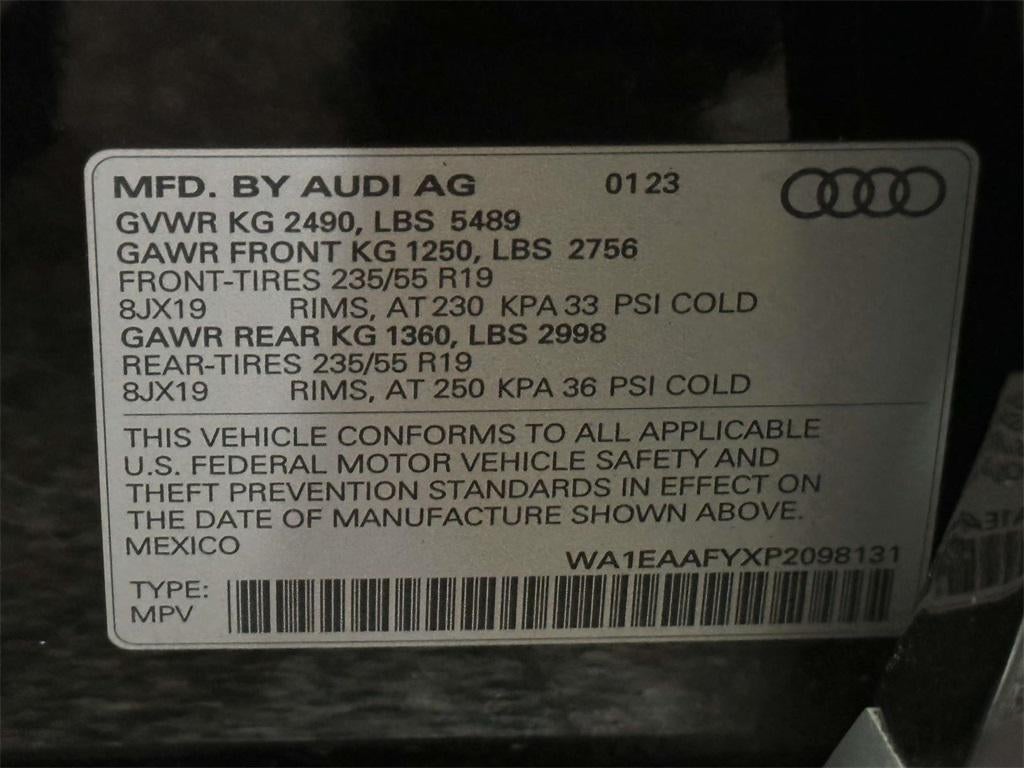 MFD. BY AUDI AG 01 23
GVWR KG 2490, LBS 5489
GAWR FRONT KG 1250, LBS 2756
FRONT-TIRES 235/55 R19
8JX19 RIMS, AT 230 KPA 33 PSI COLD
GAWR REAR KG 1360, LBS 2998
REAR-TIRES 235/55 R19
8JX19 RIMS, AT 250 KPA 36 PSI COLD
THIS VEHICLE CONFORMS TO ALL APPLICABLE
U.S. FEDERAL MOTOR VEHICLE SAFETY AND
THEFT PREVENTION STANDARDS IN EFFECT ON
THE DATE OF MANUFACTURE SHOWN ABOVE.
MEXICO
WA1EAAFYXP2098131
TYPE:
MPV